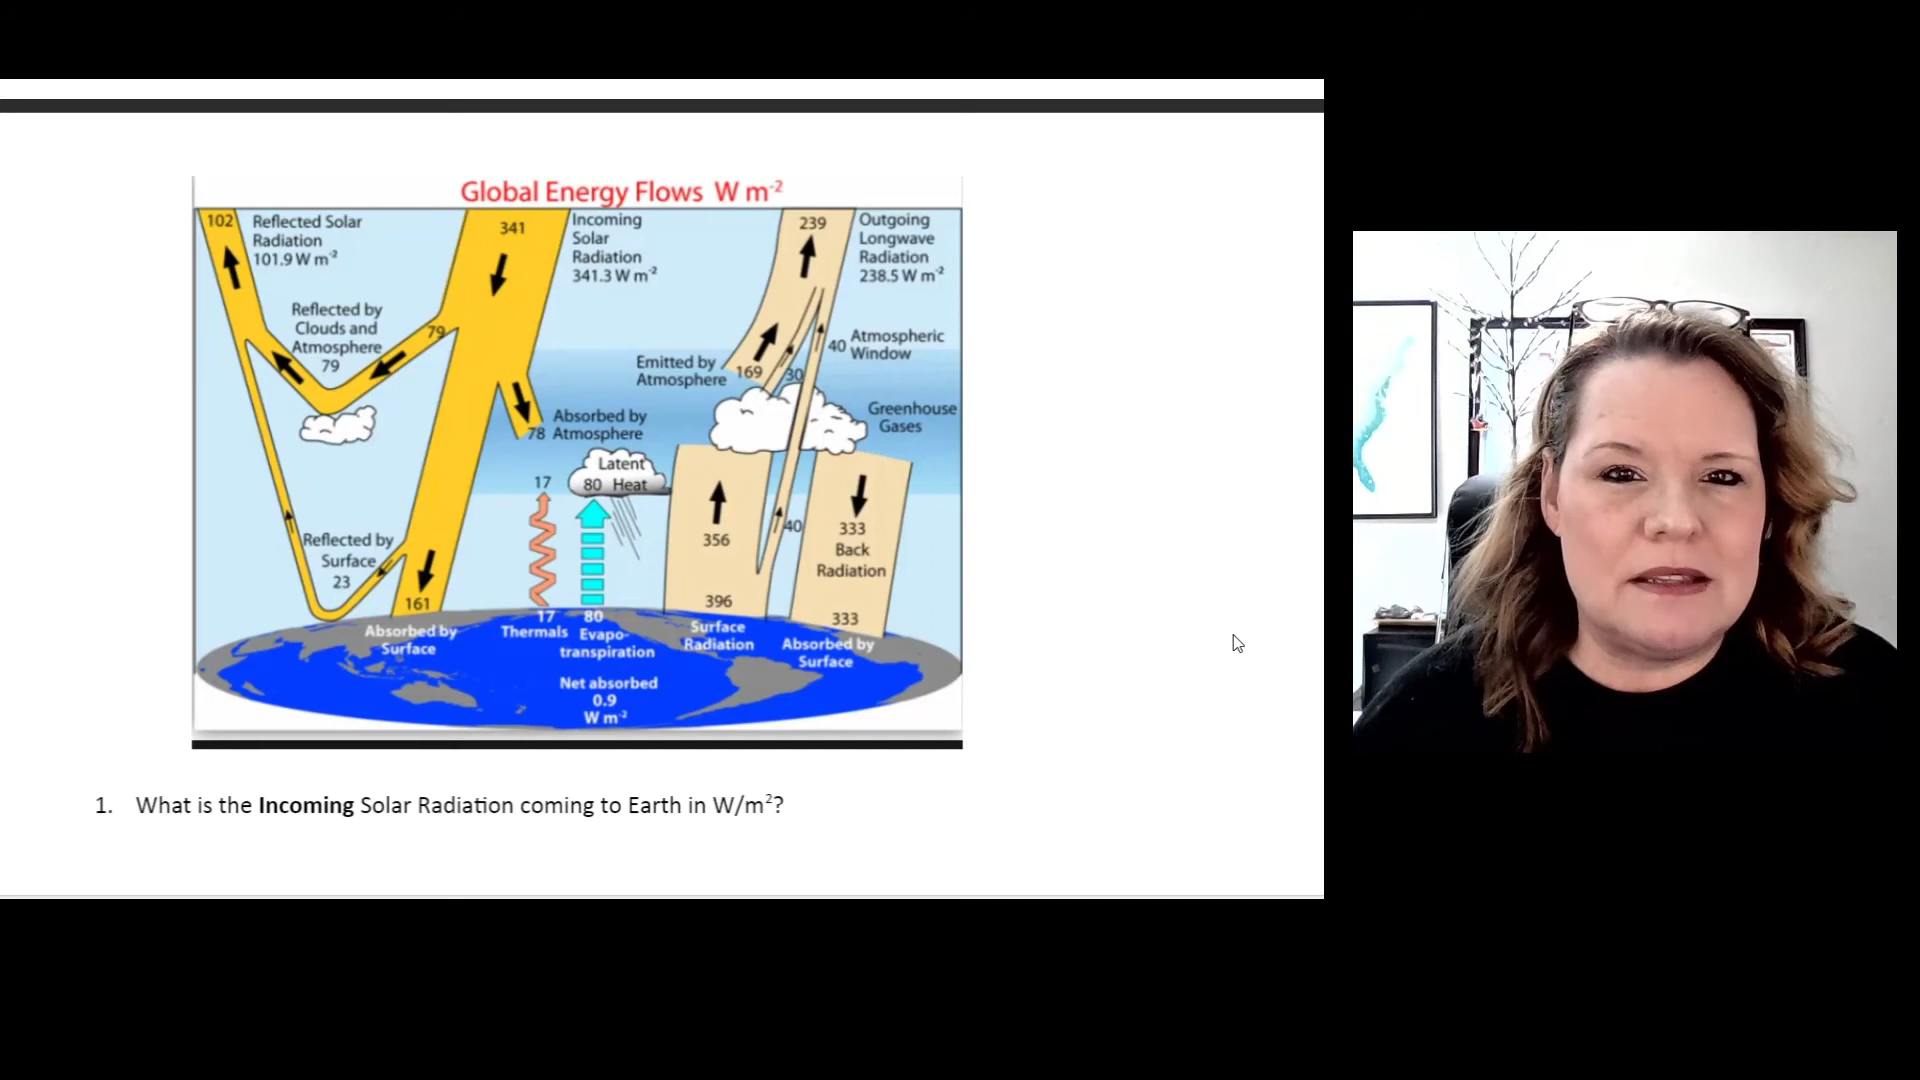 Global Energy Flows W m-2
102
Reflected Solar
Radiation
101.9 W m-2
341
Incoming
Solar
Radiation
341.3 W m-2
239
Outgoing
Longwave
Radiation
238.5 W m-2
Reflected by
Clouds and
Atmosphere
79
79
Emitted by
Atmosphere
169
30
40
Atmospheric
Window
Absorbed by
78 Atmosphere
Greenhouse
Gases
17
Latent
80 Heat
Reflected by
Surface
23
161
Absorbed by
Surface
17
Thermals
80
Evapo-
transpiration
356
396
Surface
Radiation
40
333
Back
Radiation
333
Absorbed by
Surface
Net absorbed
0.9
W m-2
1. What is the Incoming Solar Radiation coming to Earth in W/m2?